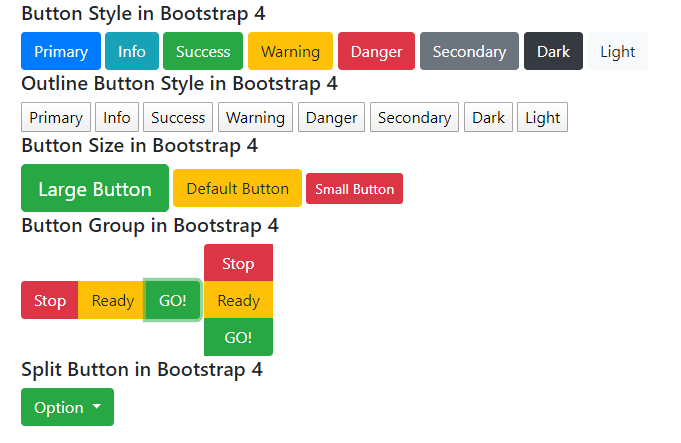 Button Style in Bootstrap 4
Primary Info Success Warning Danger Secondary Dark Light
Outline Button Style in Bootstrap 4
Primary Info Success Warning Danger Secondary Dark Light
Button Size in Bootstrap 4
Large Button Default Button Small Button
Button Group in Bootstrap 4
Stop
Stop Ready GO! Ready
GO!
Split Button in Bootstrap 4
Option